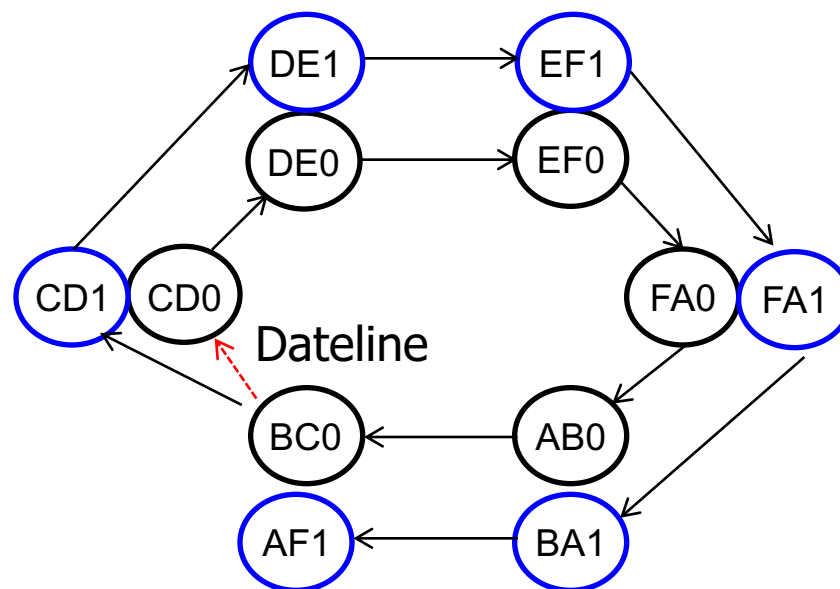 DE1 EF1
DE0 EF0
CD1 CD0 FA0 FA1
Dateline
BC0 AB0
AF1 BA1